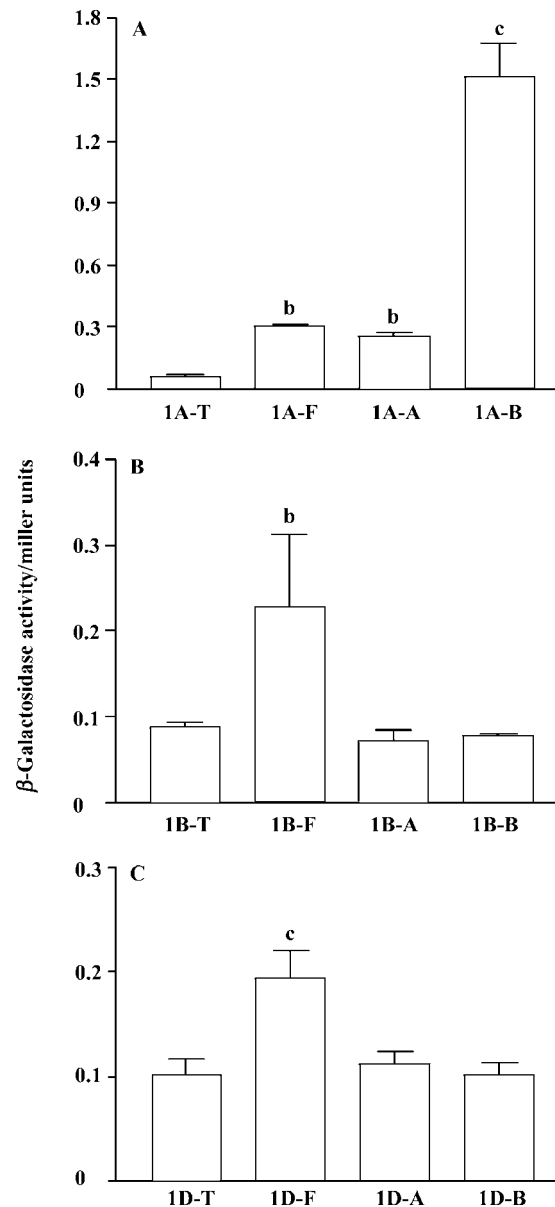 A
1.8
1.5
1.2
0.9
0.6
0.3
0
b
b
c
1A-T 1A-F 1A-A 1A-B
β-Galactosidase activity/miller units
B
0.4
0.3
0.2
0.1
0
b
1B-T 1B-F 1B-A 1B-B
C
0.3
0.2
0.1
0
c
1D-T 1D-F 1D-A 1D-B